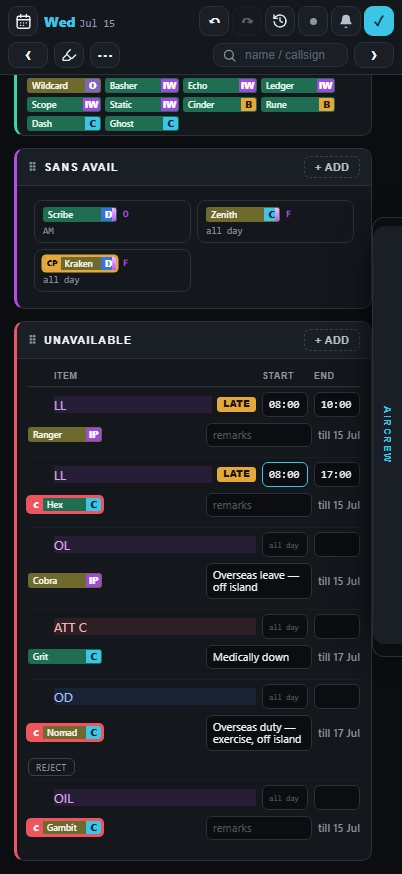 Wed Jul 15
name / callsign
Wildcard O Basher IW Echo IW Ledger IW
Scope IW Static IW Cinder B Rune B
Dash C Ghost C
SANS AVAIL + ADD
Scribe D O Zenith C F
AM all day
CP Kraken D F
all day
UNAVAILABLE + ADD
ITEM START END
LL LATE 08:00 10:00
Ranger IP remarks till 15 Jul
LL LATE 08:00 17:00
c Hex C remarks till 15 Jul
OL all day
Cobra IP Overseas leave — off island till 15 Jul
ATT C all day
Grit C Medically down till 17 Jul
OD all day
c Nomad C Overseas duty — exercise, off island till 17 Jul
REJECT
OIL all day
c Gambit C remarks till 15 Jul
AIRCREW